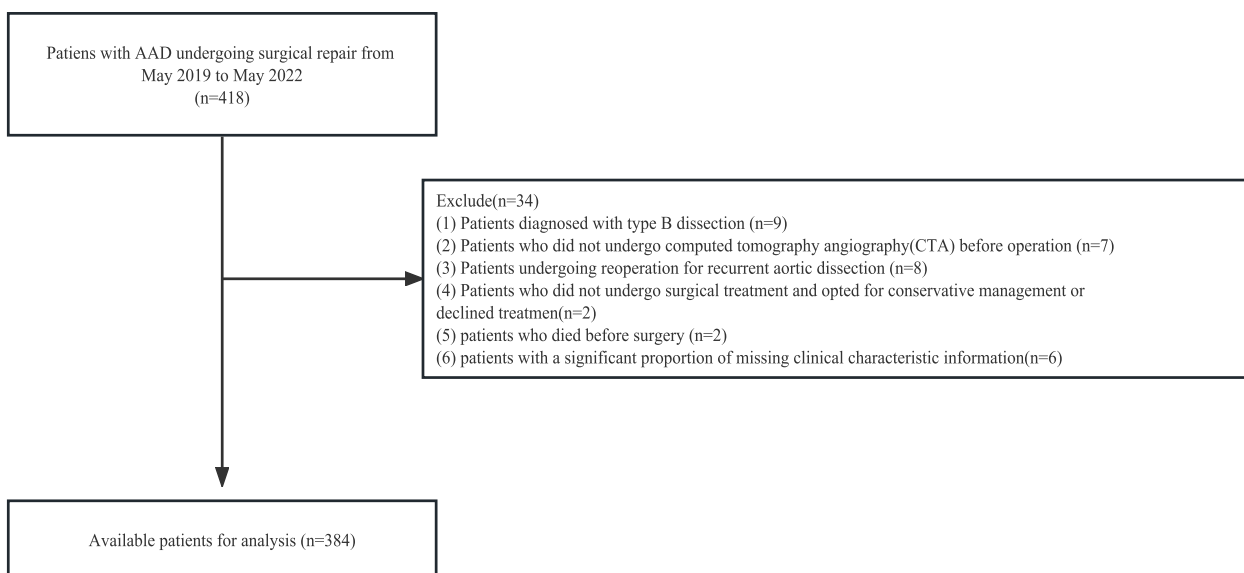 Patiens with AAD undergoing surgical repair from
May 2019 to May 2022
(n=418)
Exclude(n=34)
(1) Patients diagnosed with type B dissection (n=9)
(2) Patients who did not undergo computed tomography angiography(CTA) before operation (n=7)
(3) Patients undergoing reoperation for recurrent aortic dissection (n=8)
(4) Patients who did not undergo surgical treatment and opted for conservative management or
declined treatmen(n=2)
(5) patients who died before surgery (n=2)
(6) patients with a significant proportion of missing clinical characteristic information(n=6)
Available patients for analysis (n=384)